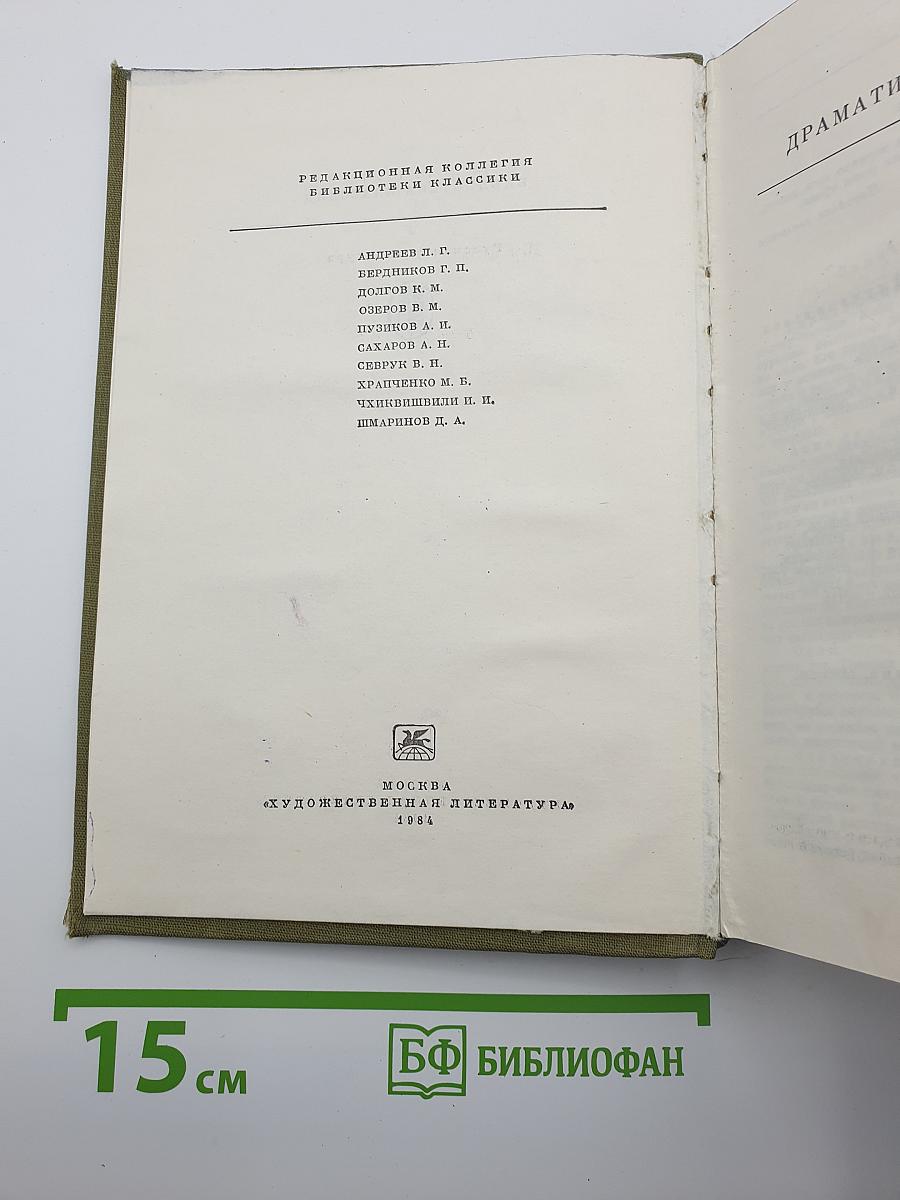 РЕДАКЦИОННАЯ КОЛЛЕГИЯ
БИБЛИОТЕКИ КЛАССИКИ
АНДРЕЕВ Л. Г.
БЕРДНИКОВ Г. П.
ДОЛГОВ К. М.
ОЗЕРОВ В. М.
ПУЗИКОВ А. И.
САХАРОВ А. Н.
СЕВРУК В. Н.
ХРАПЧЕНКО М. Б.
ЧХИКВИШВИЛИ И. И.
ШМАРИНОВ Д. А.
МОСКВА
«ХУДОЖЕСТВЕННАЯ ЛИТЕРАТУРА»
1984
ДРАМАТИ
15 см
БФ БИБЛИОФАН